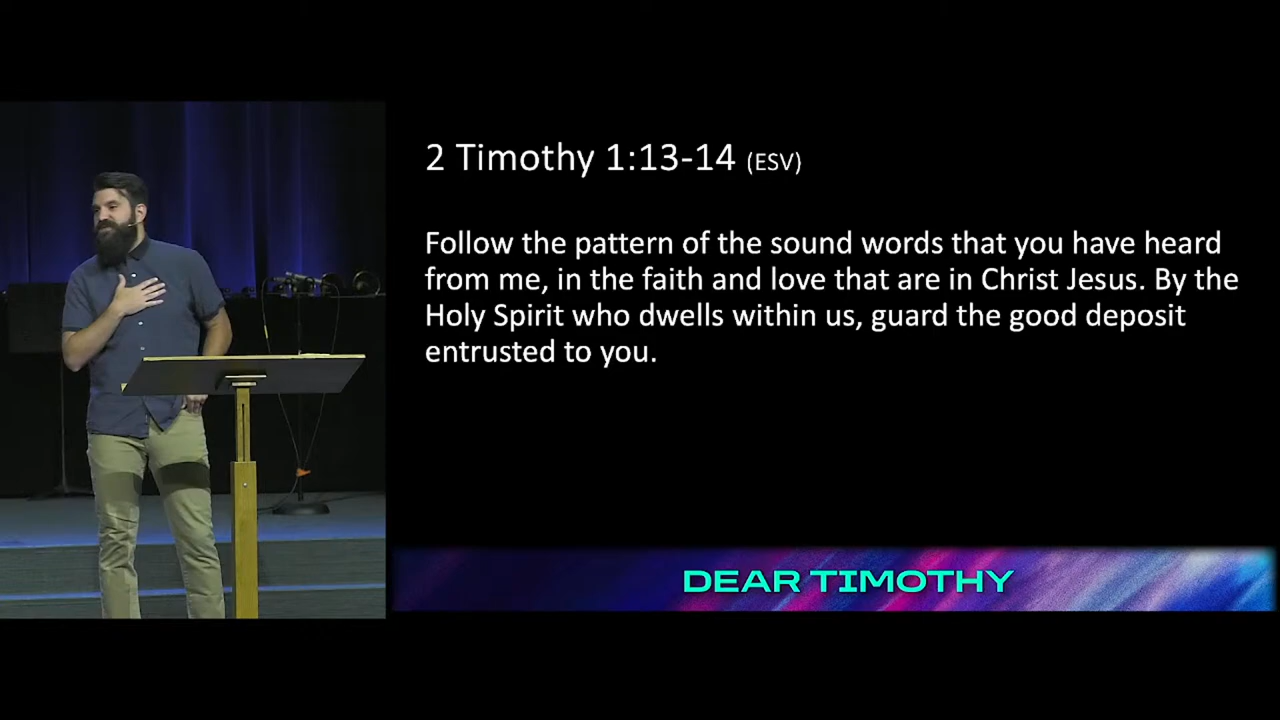 2 Timothy 1:13-14 (ESV)
Follow the pattern of the sound words that you have heard
from me, in the faith and love that are in Christ Jesus. By the
Holy Spirit who dwells within us, guard the good deposit
entrusted to you.
DEAR TIMOTHY